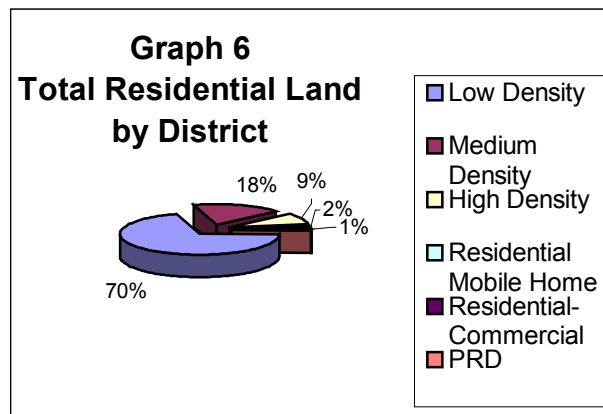 Graph 6
Total Residential Land
by District
18%
9%
2%
1%
70%
Low Density
Medium
Density
High Density
Residential
Mobile Home
Residential-
Commercial
PRD